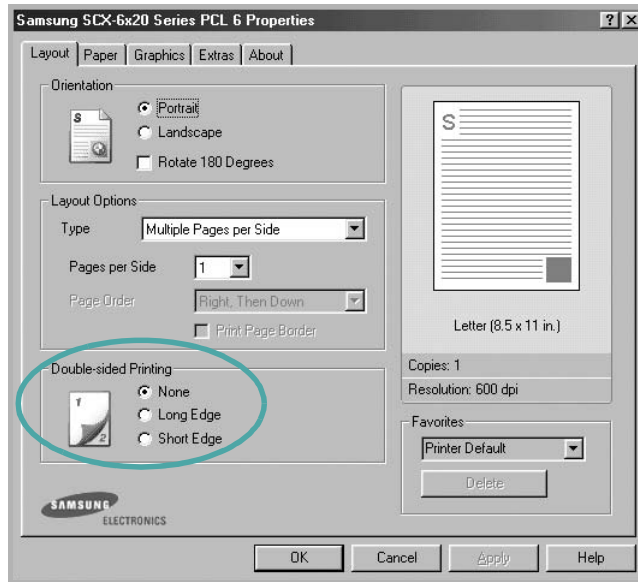 Samsung SCX-6x20 Series PCL 6 Properties
? X
Layout Paper Graphics Extras About
Orientation
S
Portrait
Landscape
Rotate 180 Degrees
Layout Options
Type Multiple Pages per Side
Pages per Side 1
Page Order Right, Then Down
Print Page Border
Double-sided Printing
1
2
None
Long Edge
Short Edge
SAMSUNG
ELECTRONICS
S
Letter (8.5 x 11 in.)
Copies: 1
Resolution: 600 dpi
Favorites
Printer Default
Delete
OK Cancel Apply Help